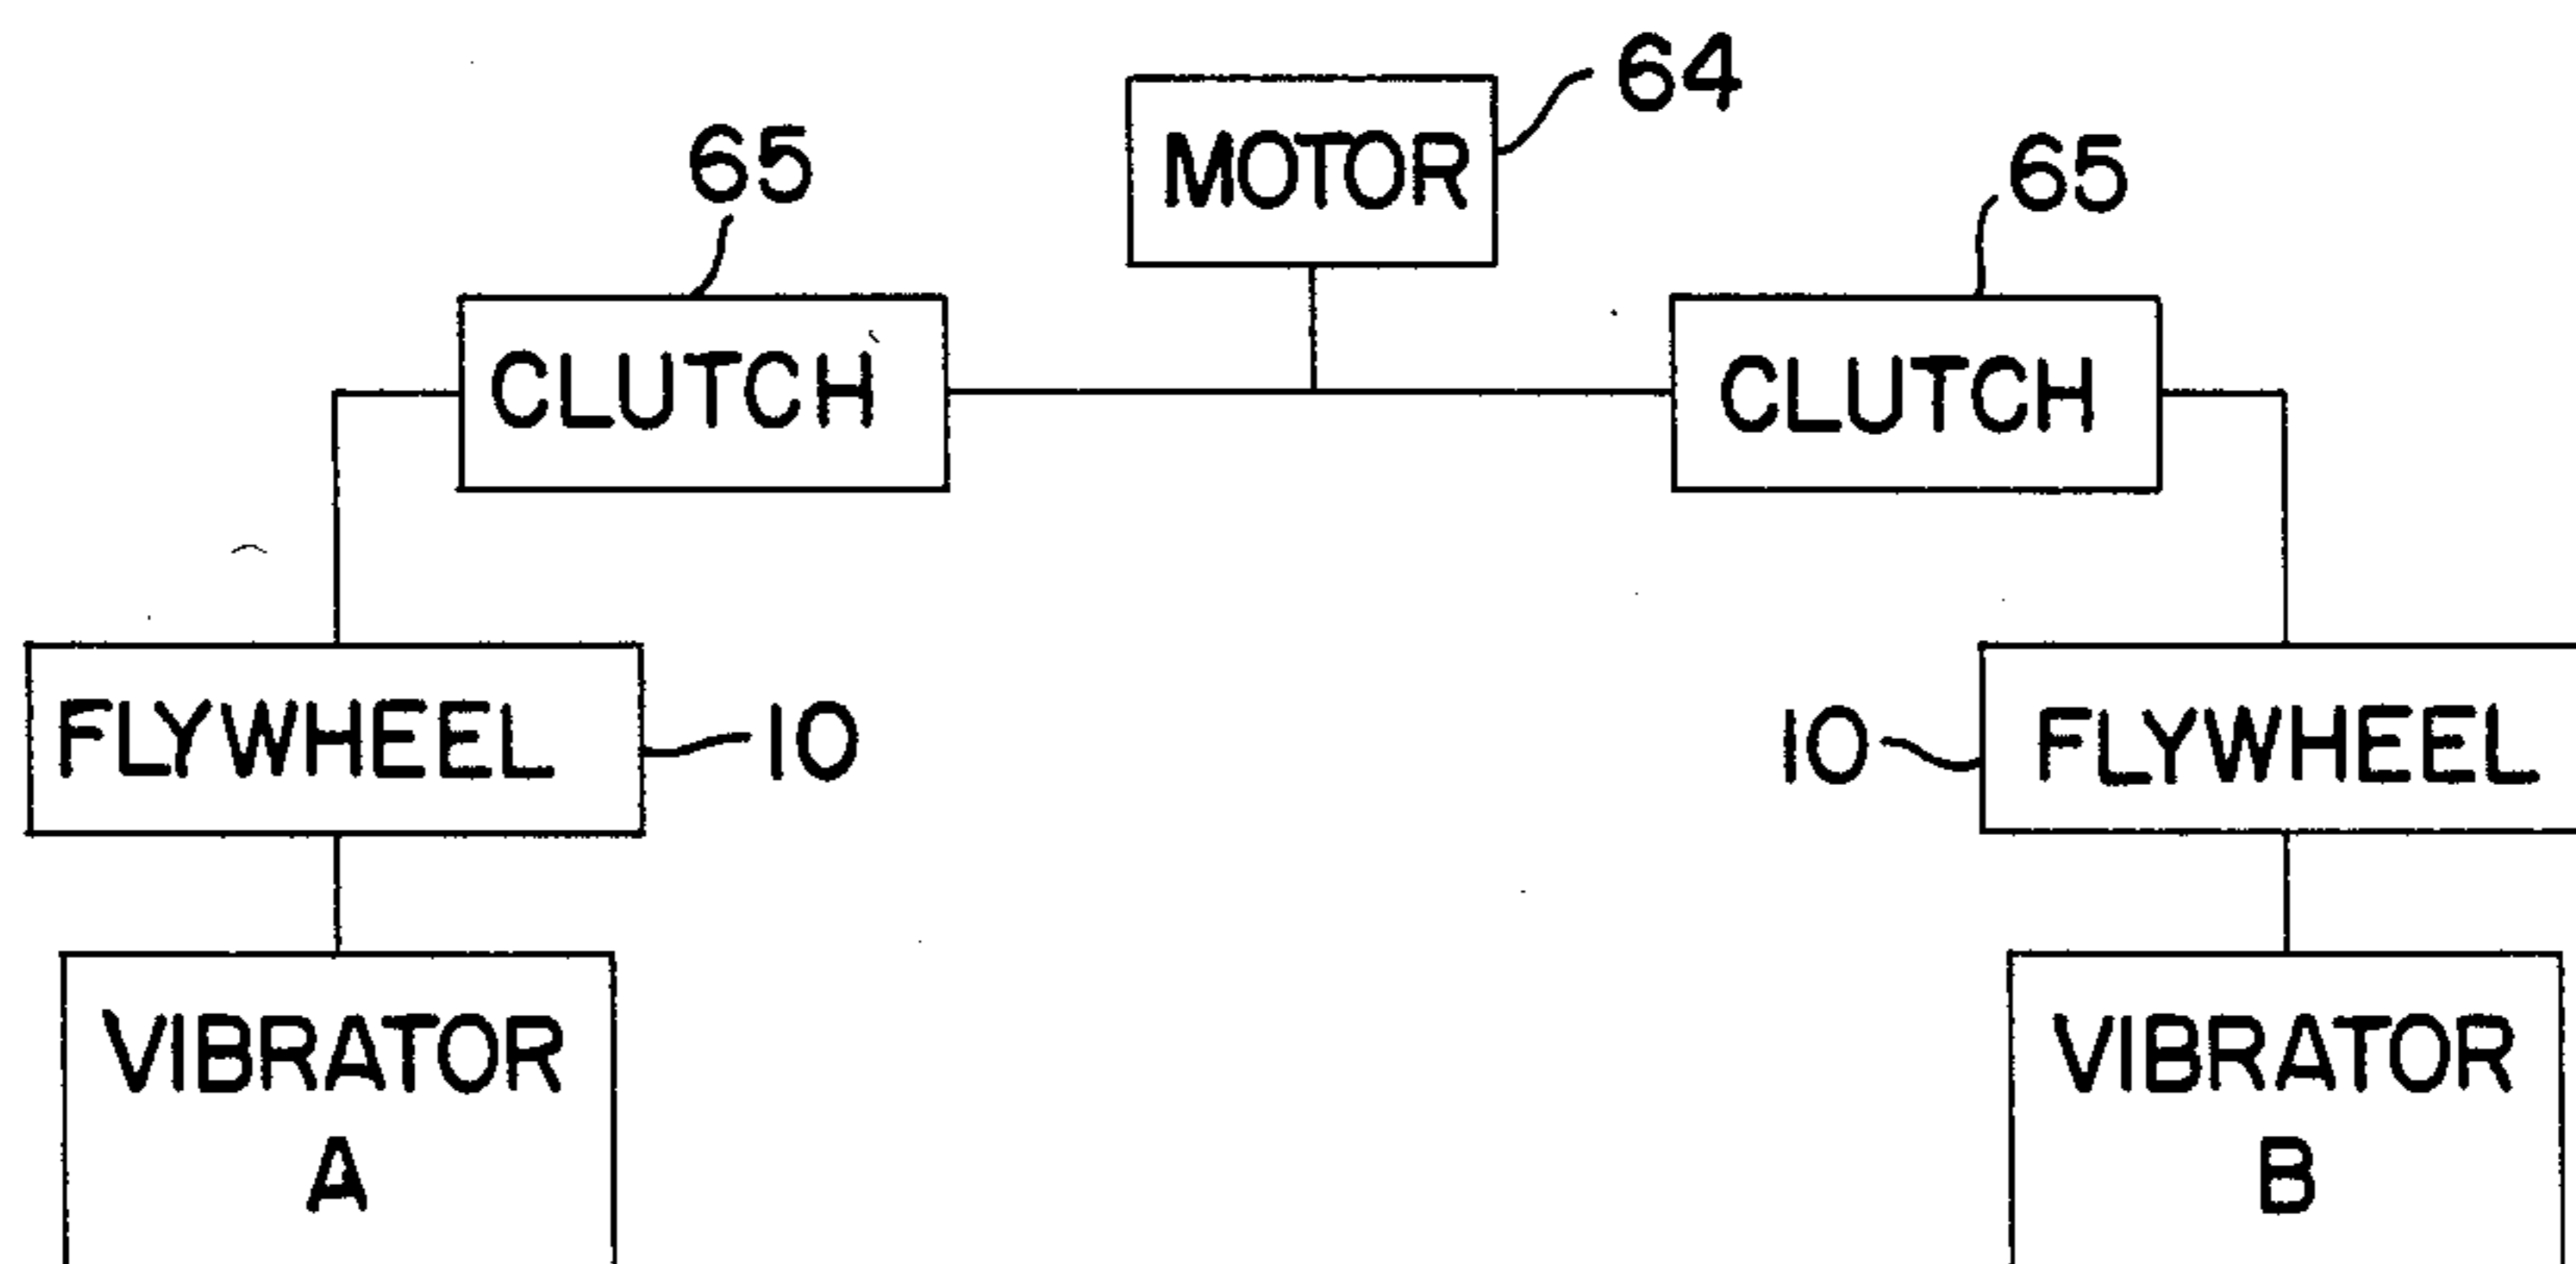 64
MOTOR
65
65
CLUTCH
CLUTCH
FLYWHEEL
10
10
FLYWHEEL
VIBRATOR
A
VIBRATOR
B